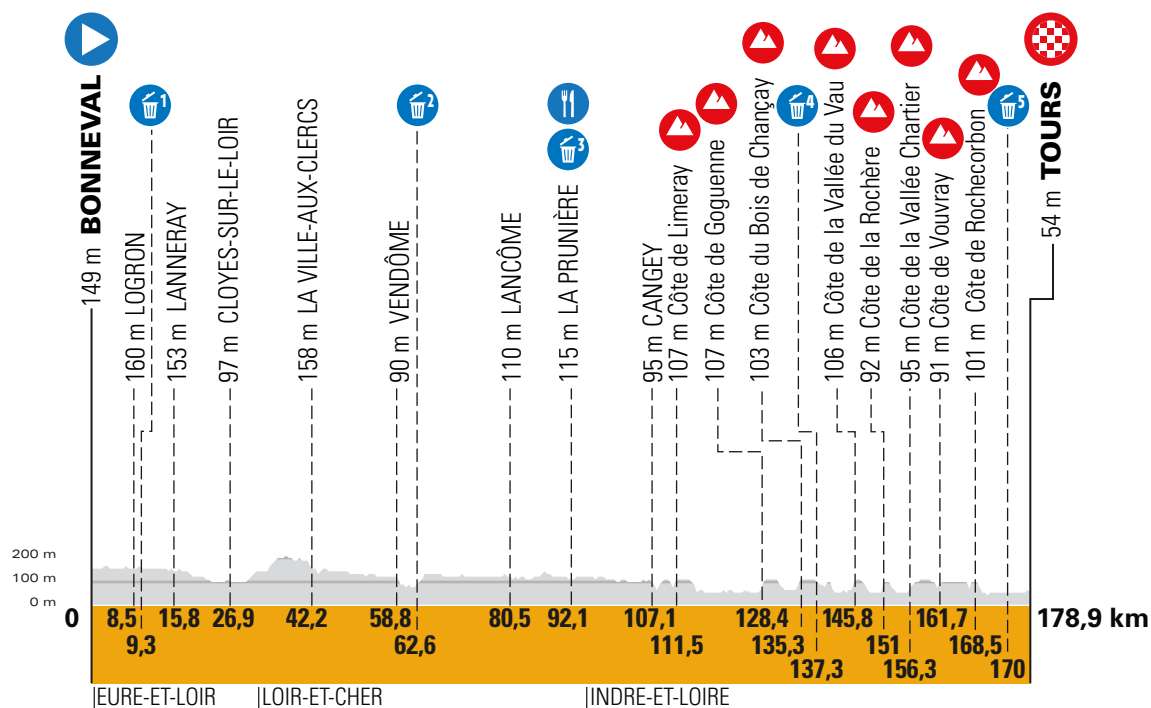 149 m BONNEVAL
160 m LOGRON
1
153 m LANNERAY
97 m CLOYES-SUR-LE-LOIR
158 m LA VILLE-AUX-CLERCS
90 m VENDÔME
2
110 m LANCÔME
3
115 m LA PRUNIÈRE
95 m CANGEY
107 m Côte de Limeray
107 m Côte de Goguenne
103 m Côte du Bois de Chançay
4
106 m Côte de la Vallée du Vau
92 m Côte de la Rochère
95 m Côte de la Vallée Chartier
91 m Côte de Vouvray
101 m Côte de Rochecorbon
5
54 m TOURS
200 m
100 m
0 m
0 8,5 15,8 26,9 42,2 58,8 80,5 92,1 107,1 128,4 145,8 161,7 178,9 km
9,3 62,6 111,5 135,3 151 168,5
137,3 156,3 170
|EURE-ET-LOIR |LOIR-ET-CHER |INDRE-ET-LOIRE